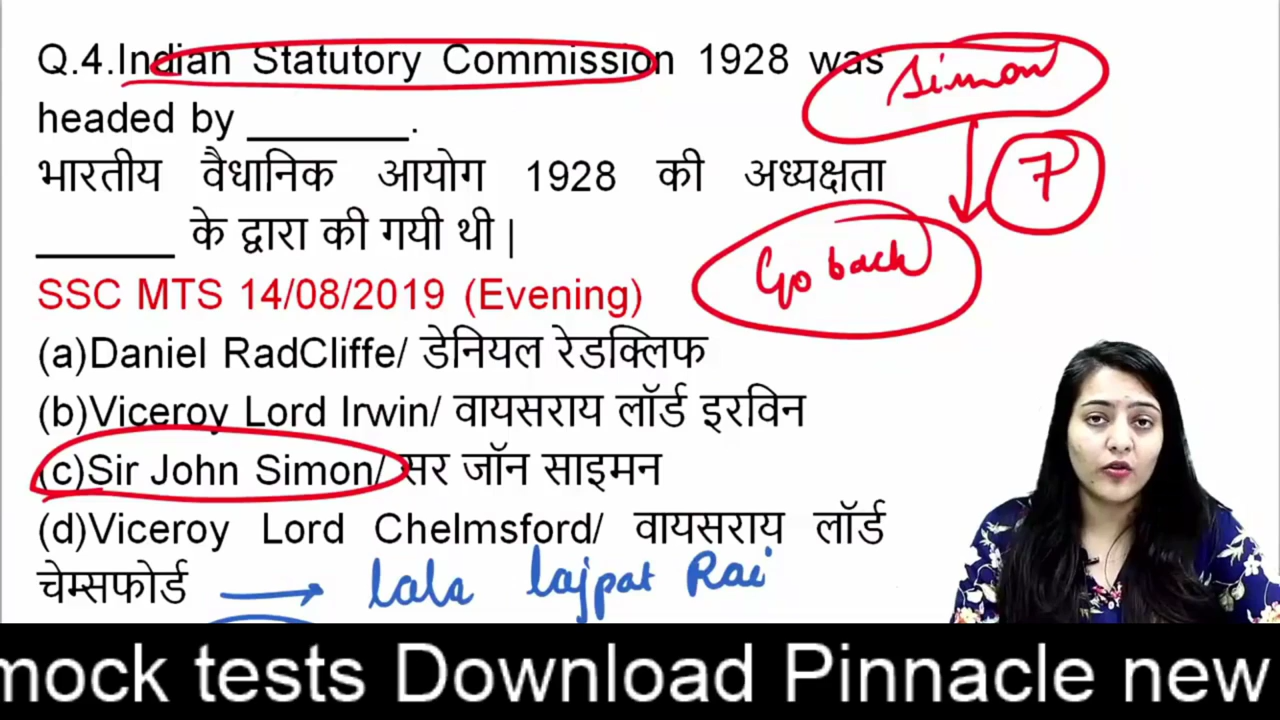 Q.4.Indian Statutory Commission 1928 was
headed by _______.
भारतीय वैधानिक आयोग 1928 की अध्यक्षता
______ के द्वारा की गयी थी |
SSC MTS 14/08/2019 (Evening)
(a)Daniel RadCliffe/ डेनियल रेडक्लिफ
(b)Viceroy Lord Irwin/ वायसराय लॉर्ड इरविन
(c)Sir John Simon/ सर जॉन साइमन
(d)Viceroy Lord Chelmsford/ वायसराय लॉर्ड
चेम्सफोर्ड
Simon
7
Go back
lala lajpat Rai
mock tests Download Pinnacle new